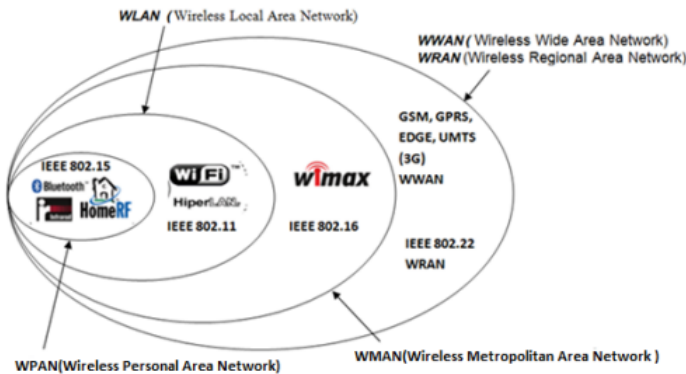 WLAN (Wireless Local Area Network)
WWAN( Wireless Wide Area Network)
WRAN(Wireless Regional Area Network)
GSM, GPRS,
EDGE, UMTS
(3G)
WWAN
IEEE 802.15
Bluetooth™
HomeRF
WiFi™
HiperLAN
IEEE 802.11
wimax
IEEE 802.16
IEEE 802.22
WRAN
WPAN(Wireless Personal Area Network)
WMAN(Wireless Metropolitan Area Network )